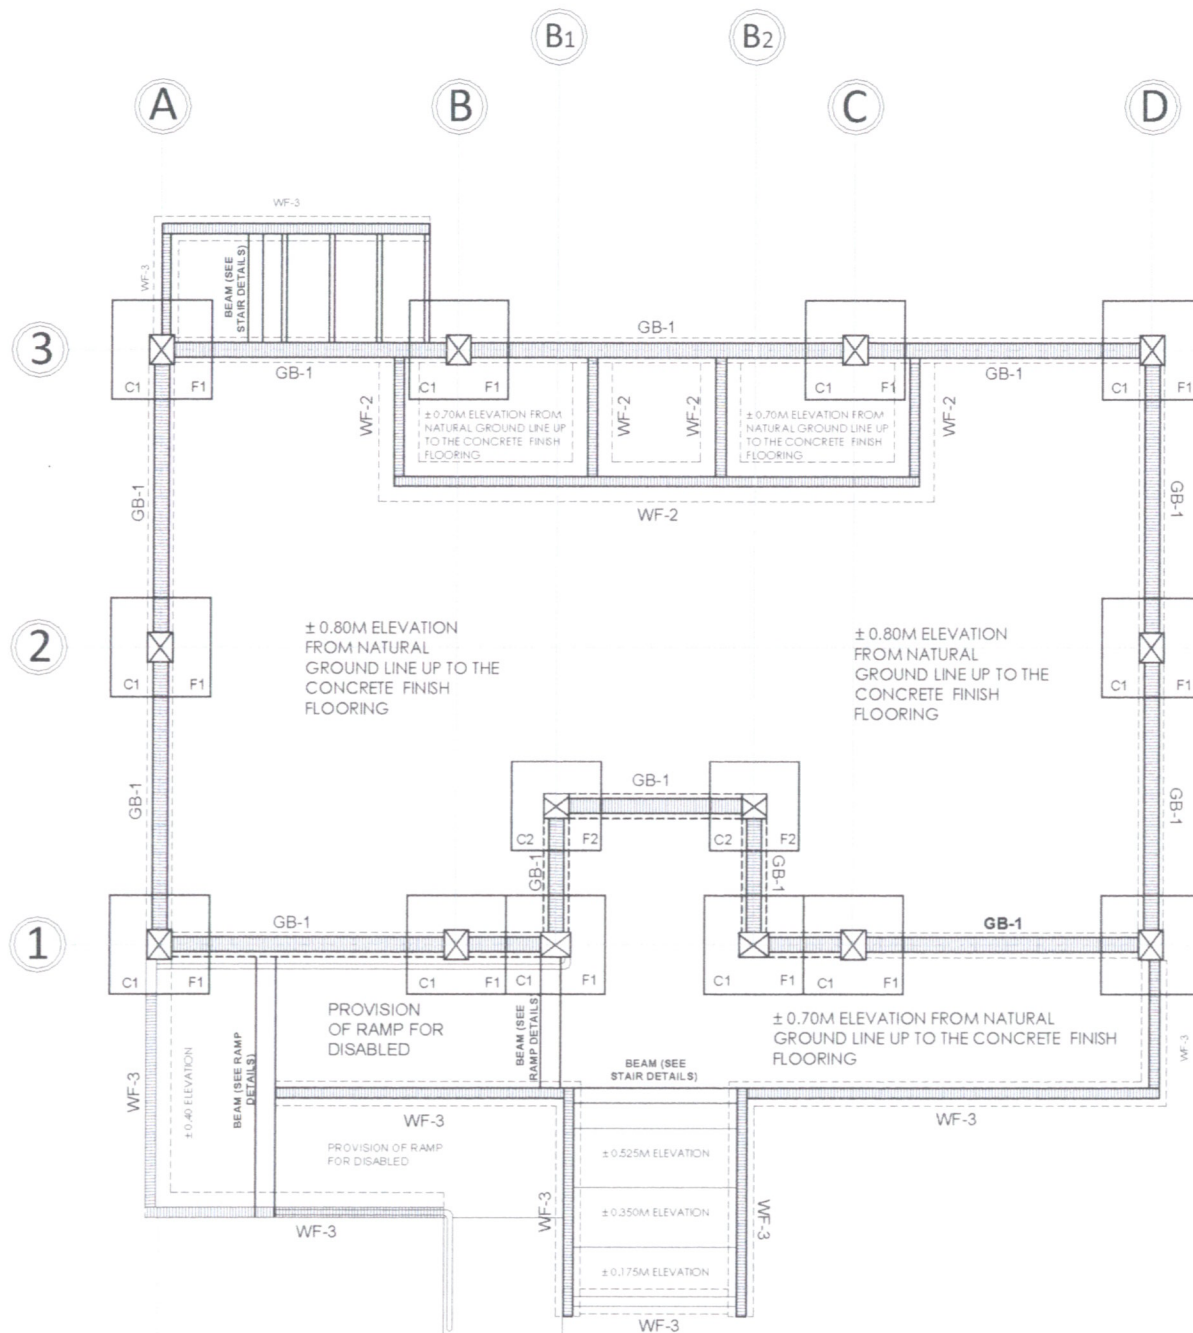 B1
B2
A
B
C
D
WF-3
WF-3
BEAM (SEE
STAIR DETAILS)
3
GB-1
C1 F1
GB-1
C1 F1
C1 F1
GB-1
C1 F1
WF-2
±0.70M ELEVATION FROM
NATURAL GROUND LINE UP
TO THE CONCRETE FINISH
FLOORING
WF-2
WF-2
±0.70M ELEVATION FROM
NATURAL GROUND LINE UP
TO THE CONCRETE FINISH
FLOORING
WF-2
GB-1
WF-2
GB-1
2
C1 F1
± 0.80M ELEVATION
FROM NATURAL
GROUND LINE UP TO THE
CONCRETE FINISH
FLOORING
± 0.80M ELEVATION
FROM NATURAL
GROUND LINE UP TO THE
CONCRETE FINISH
FLOORING
C1 F1
GB-1
GB-1
GB-1
C2 F2
C2 F2
GB-1
GB-1
1
GB-1
GB-1
C1 F1
C1 F1
C1 F1
C1 F1
C1 F1
C1 F1
PROVISION
OF RAMP FOR
DISABLED
BEAM (SEE
RAMP DETAILS)
± 0.70M ELEVATION FROM NATURAL
GROUND LINE UP TO THE CONCRETE FINISH
FLOORING
WF-3
BEAM (SEE
STAIR DETAILS)
WF-3
±0.40 ELEVATION
BEAM (SEE RAMP
DETAILS)
WF-3
WF-3
PROVISION OF RAMP
FOR DISABLED
±0.525M ELEVATION
WF-3
±0.350M ELEVATION
WF-3
WF-3
±0.175M ELEVATION
WF-3